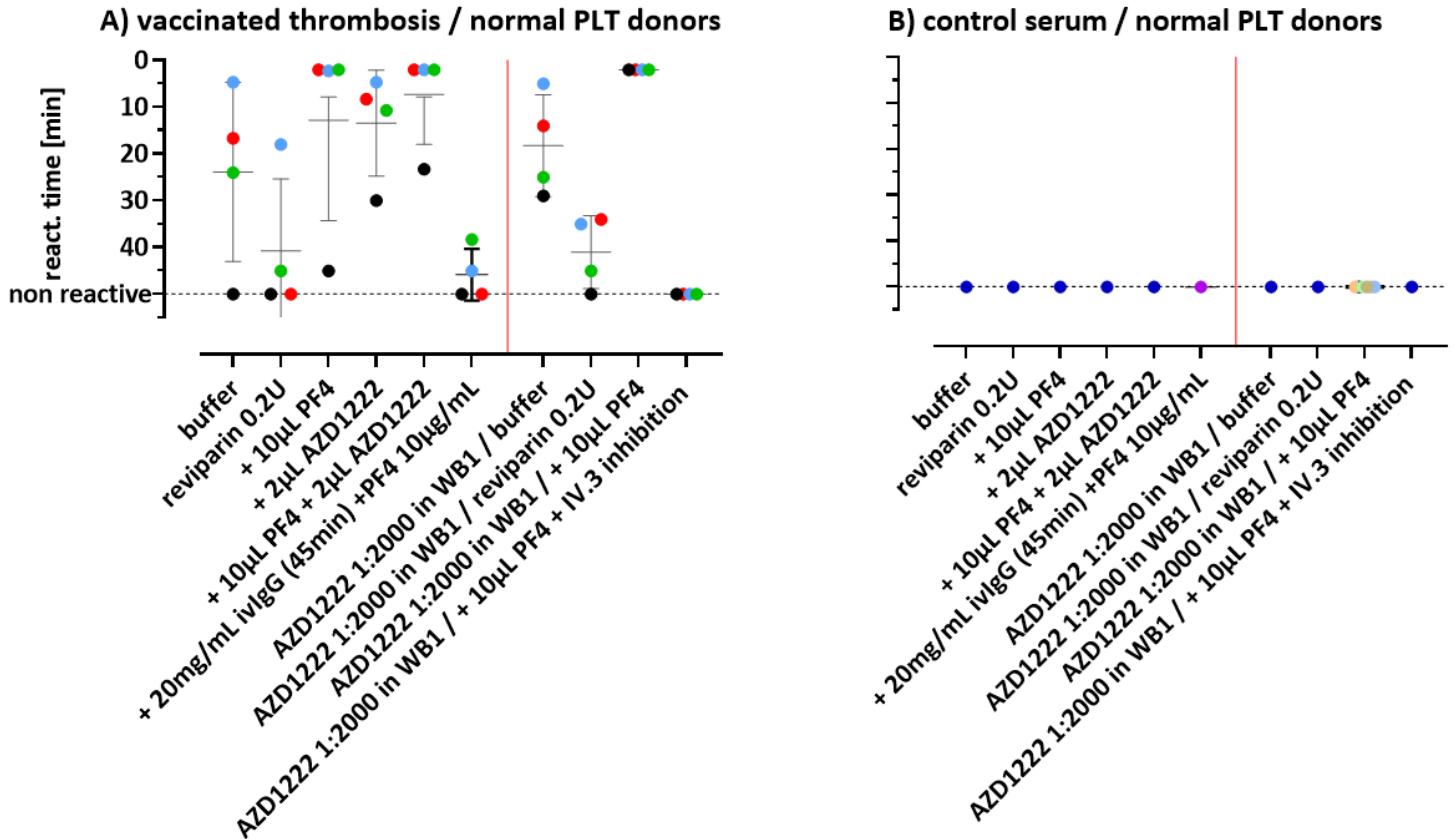 A) vaccinated thrombosis / normal PLT donors
react. time [min]
0
10
20
30
40
non reactive
buffer
reviparin 0.2U
+ 10µL PF4
+ 2µL AZD1222
+ 10µL PF4 + 2µL AZD1222
+ 20mg/mL ivIgG (45min) +PF4 10µg/mL
AZD1222 1:2000 in WB1 / buffer
AZD1222 1:2000 in WB1 / reviparin 0.2U
AZD1222 1:2000 in WB1 / + 10µL PF4
AZD1222 1:2000 in WB1 / + 10µL PF4 + IV.3 inhibition
B) control serum / normal PLT donors
buffer
reviparin 0.2U
+ 10µL PF4
+ 2µL AZD1222
+ 10µL PF4 + 2µL AZD1222
+ 20mg/mL ivIgG (45min) +PF4 10µg/mL
AZD1222 1:2000 in WB1 / buffer
AZD1222 1:2000 in WB1 / reviparin 0.2U
AZD1222 1:2000 in WB1 / + 10µL PF4
AZD1222 1:2000 in WB1 / + 10µL PF4 + IV.3 inhibition